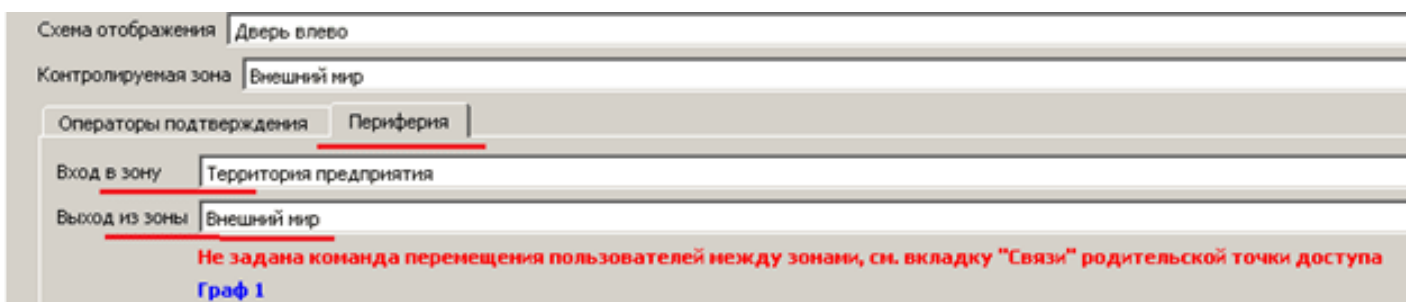 Схема отображения Дверь влево
Контролируемая зона Внешний мир
Операторы подтверждения Периферия
Вход в зону Территория предприятия
Выход из зоны Внешний мир
Не задана команда перемещения пользователей между зонами, см. вкладку "Связи" родительской точки доступа
Граф 1